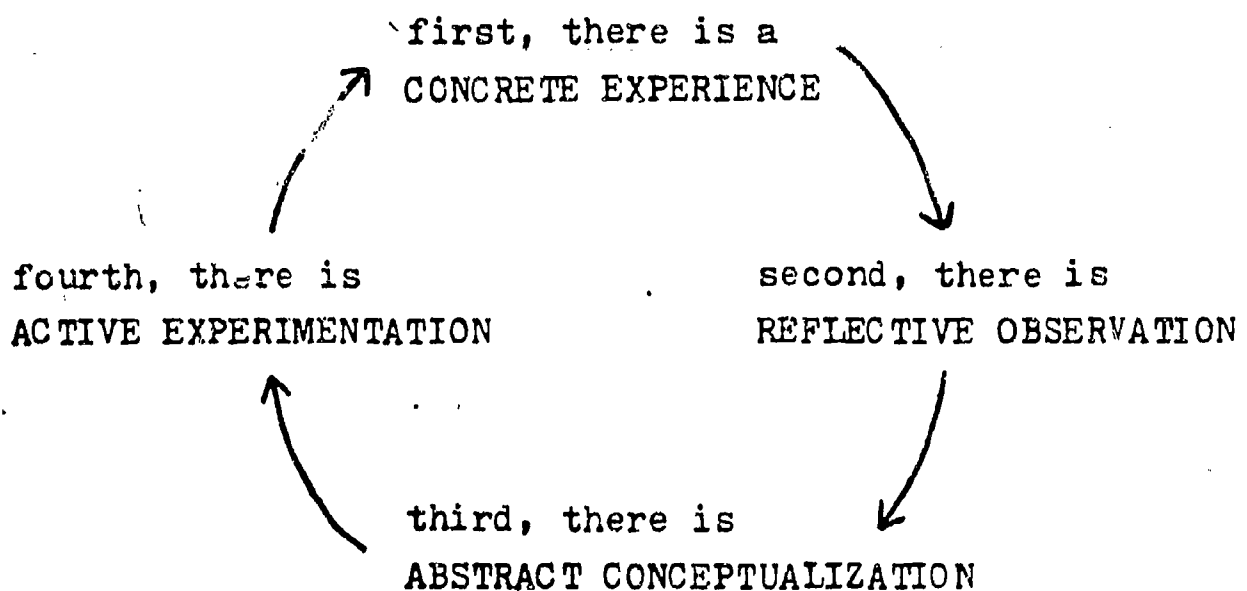 first, there is a
CONCRETE EXPERIENCE
second, there is
REFLECTIVE OBSERVATION
third, there is
ABSTRACT CONCEPTUALIZATION
fourth, there is
ACTIVE EXPERIMENTATION